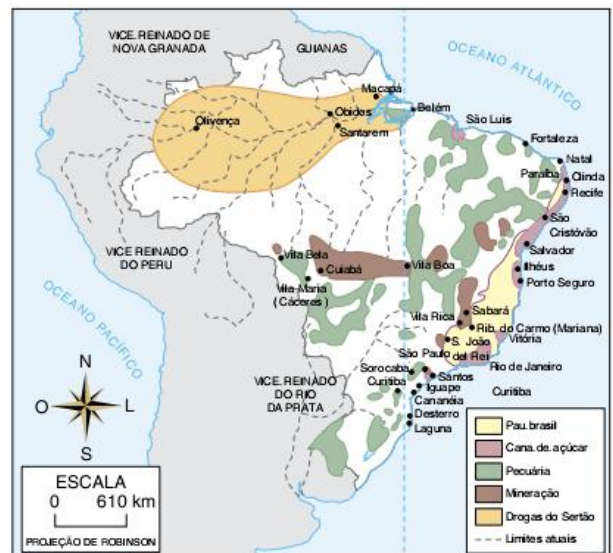 VICE. REINADO DE
NOVA GRANADA
GUIANAS
OCEANO ATLÂNTICO
Macapá
Belém
Olivença
Obidos
Santarem
São Luis
Fortaleza
Natal
Paraíba
Olinda
Recife
São
Cristóvão
Salvador
Ilhéus
Porto Seguro
VICE REINADO
DO PERU
Vila Bela
Cuiabá
Vila Boa
Vila Maria
(Cáceres)
Sabará
Vila Rica
Rib. do Carmo (Mariana)
S. João
del Rei
Vitória
São Paulo
Rio de Janeiro
Sorocaba
Santos
Curitiba
Iguape
Curitiba
Cananéia
Desterro
Laguna
VICE. REINADO
DO RIO
DA PRATA
OCEANO PACÍFICO
N
O
L
S
ESCALA
0 610 km
PROJEÇÃO DE ROBINSON
Pau. brasil
Cana. de. açúcar
Pecuária
Mineração
Drogas do Sertão
Limites atuais